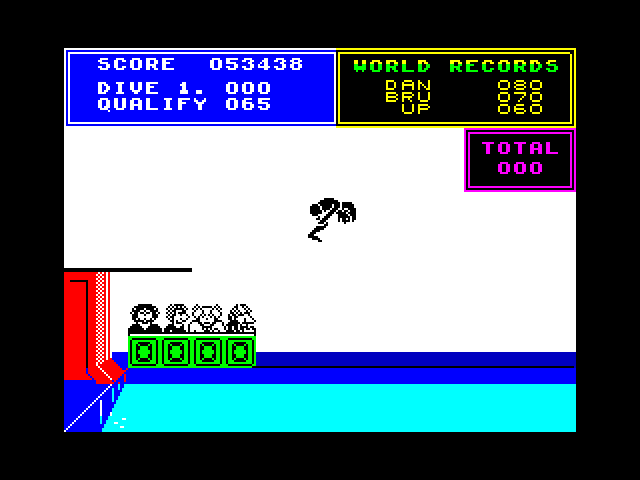 SCORE 053438
DIVE 1. 000
QUALIFY 065
WORLD RECORDS
DAN 080
BRU 070
UP 060
TOTAL
000